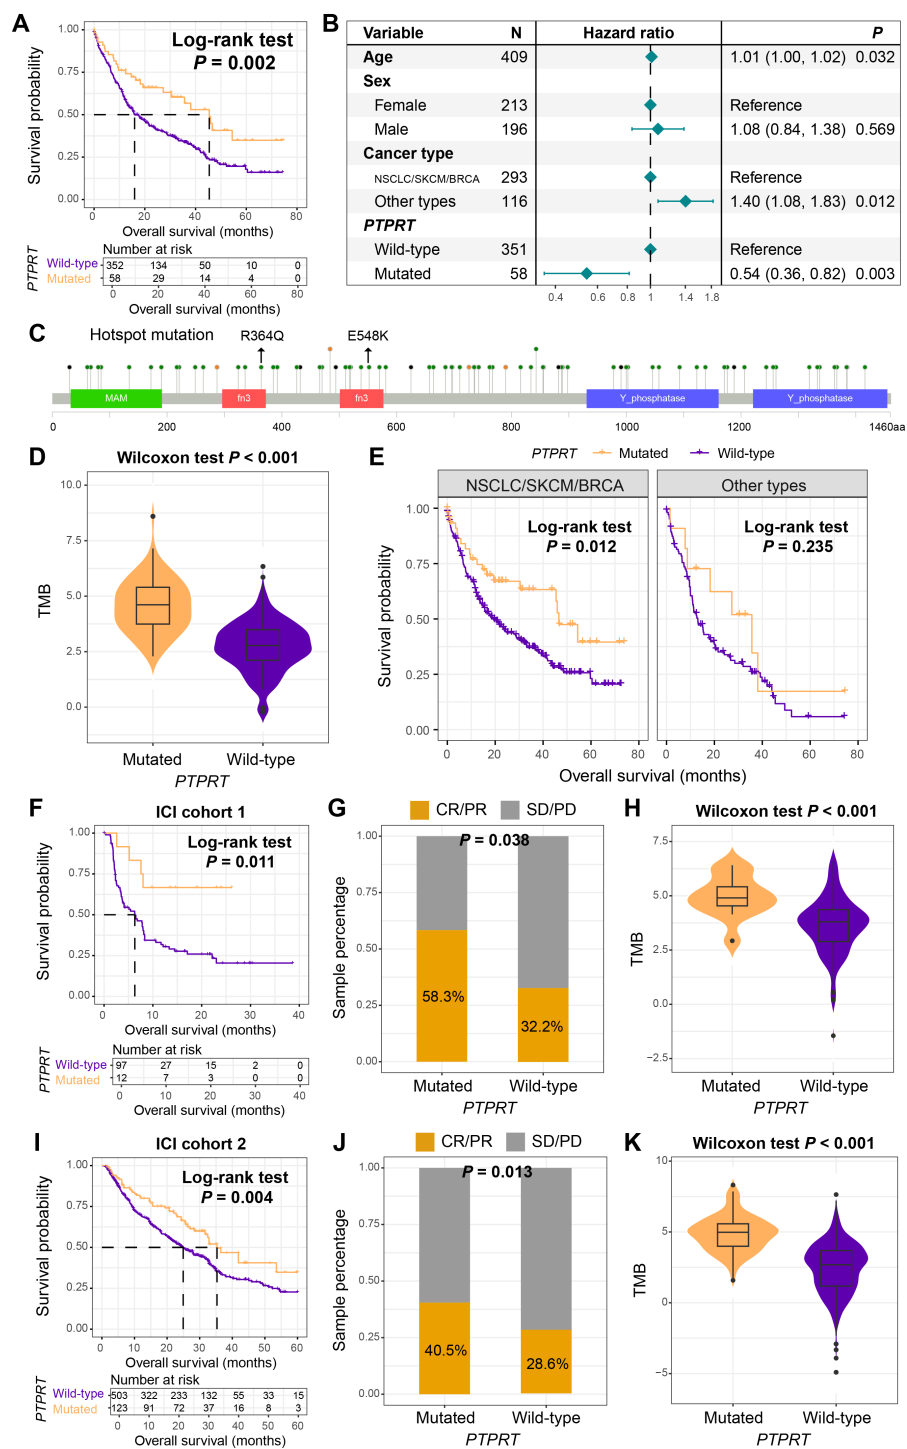 A
Log-rank test
P = 0.002
Survival probability
1.00
0.75
0.50
0.25
0.00
0 20 40 60 80
Overall survival (months)
Number at risk
PTPRT
Wild-type 352 134 50 10 0
Mutated 58 29 14 4 0
0 20 40 60 80
Overall survival (months)
B
Variable N Hazard ratio P
Age 409 1.01 (1.00, 1.02) 0.032
Sex
Female 213 Reference
Male 196 1.08 (0.84, 1.38) 0.569
Cancer type
NSCLC/SKCM/BRCA 293 Reference
Other types 116 1.40 (1.08, 1.83) 0.012
PTPRT
Wild-type 351 Reference
Mutated 58 0.54 (0.36, 0.82) 0.003
0.4 0.6 0.8 1 1.4 1.8
C
Hotspot mutation R364Q E548K
MAM fn3 fn3 Y_phosphatase Y_phosphatase
0 200 400 600 800 1000 1200 1460aa
D
Wilcoxon test P < 0.001
TMB
10.0
7.5
5.0
2.5
0.0
Mutated Wild-type
PTPRT
E
PTPRT Mutated Wild-type
NSCLC/SKCM/BRCA Other types
Log-rank test
P = 0.012
Log-rank test
P = 0.235
Survival probability
1.00
0.75
0.50
0.25
0.00
0 20 40 60 80 0 20 40 60 80
Overall survival (months)
F
ICI cohort 1
Log-rank test
P = 0.011
Survival probability
1.00
0.75
0.50
0.25
0.00
0 10 20 30 40
Overall survival (months)
Number at risk
PTPRT
Wild-type 97 27 15 2 0
Mutated 12 7 3 0 0
0 10 20 30 40
Overall survival (months)
G
CR/PR SD/PD
P = 0.038
Sample percentage
1.00
0.75
0.50
0.25
0.00
58.3%
32.2%
Mutated Wild-type
PTPRT
H
Wilcoxon test P < 0.001
TMB
7.5
5.0
2.5
0.0
−2.5
Mutated Wild-type
PTPRT
I
ICI cohort 2
Log-rank test
P = 0.004
Survival probability
1.00
0.75
0.50
0.25
0.00
0 10 20 30 40 50 60
Overall survival (months)
Number at risk
PTPRT
Wild-type 503 322 233 132 55 33 15
Mutated 123 91 72 37 16 8 3
0 10 20 30 40 50 60
Overall survival (months)
J
CR/PR SD/PD
P = 0.013
Sample percentage
1.00
0.75
0.50
0.25
0.00
40.5%
28.6%
Mutated Wild-type
PTPRT
K
Wilcoxon test P < 0.001
TMB
10
5
0
−5
Mutated Wild-type
PTPRT